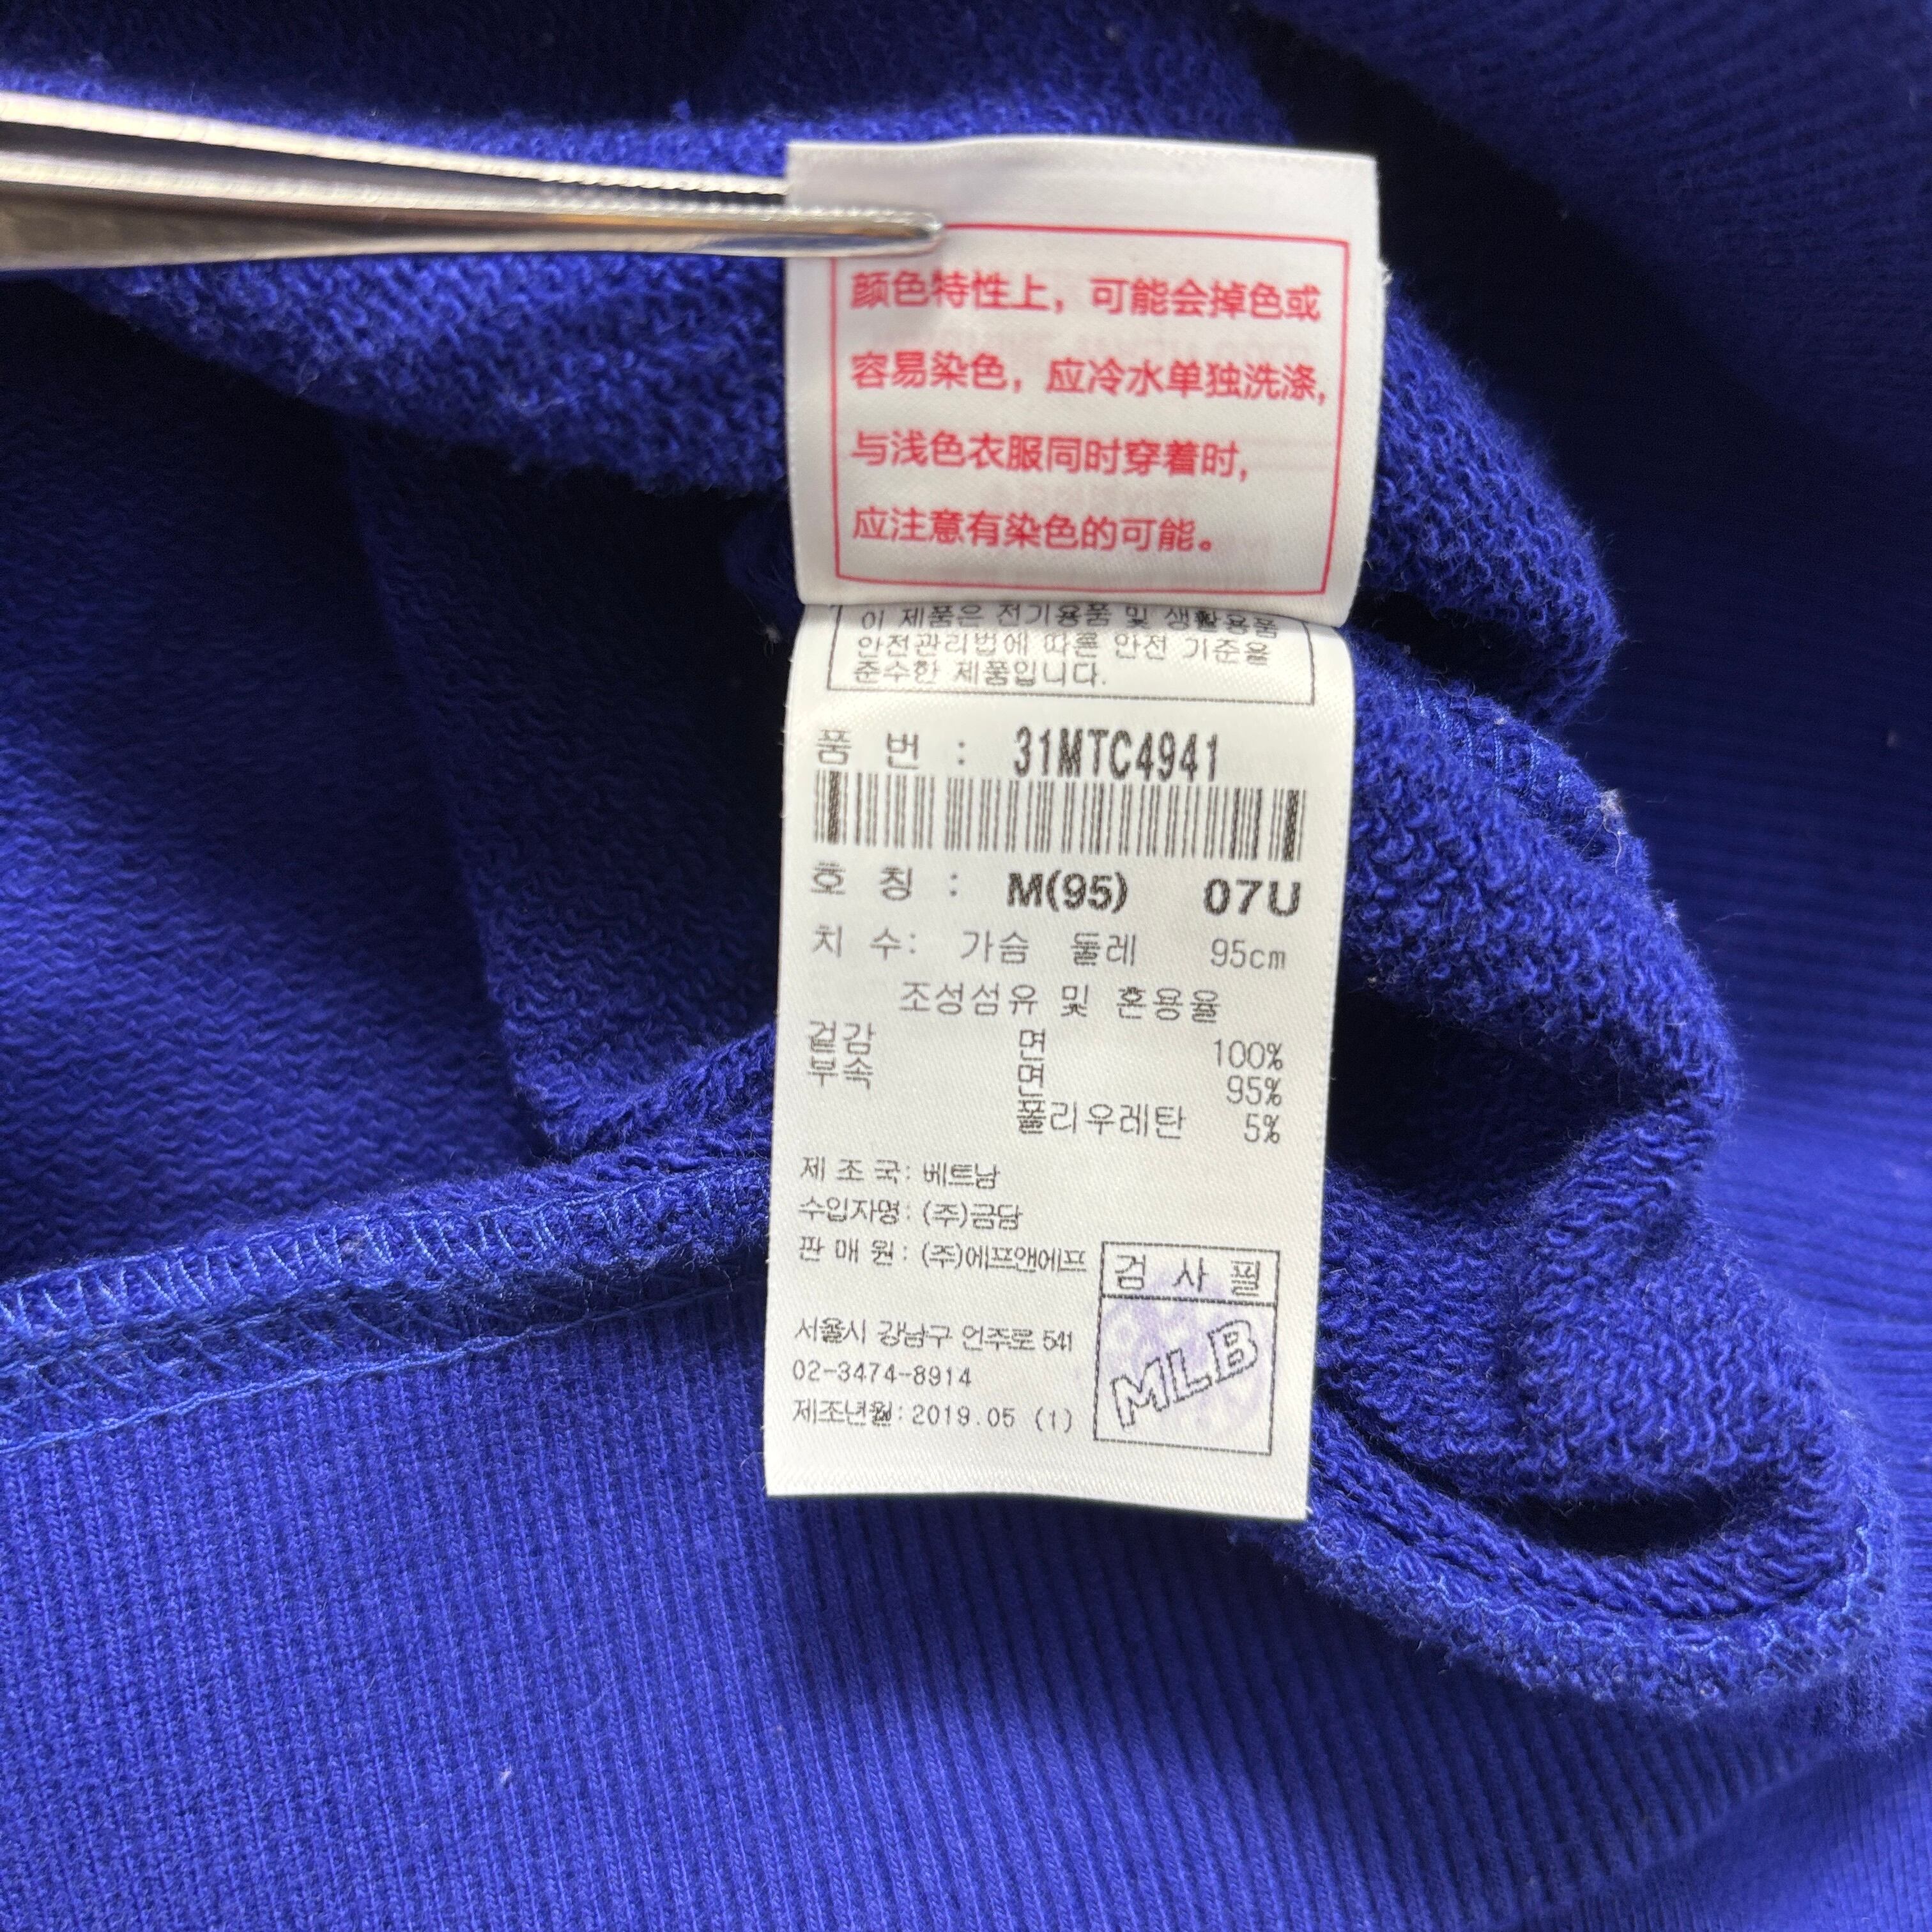 颜色特性上，可能会掉色或
容易染色，应冷水单独洗涤，
与浅色衣服同时穿着时，
应注意有染色的可能。
이 제품은 전기용품 및 생활용품
안전관리법에 따른 안전 기준을
준수한 제품입니다.
품 번 : 31MTC4941
호 칭 : M(95) 07U
치 수: 가슴 둘레 95cm
조성섬유 및 혼용율
겉감 면 100%
부속 면 95%
폴리우레탄 5%
제 조 국: 베트남
수입자명: (주)금담
판 매 원: (주)에프앤에프
검 사 필
MLB
서울시 강남구 언주로 541
02-3474-8914
제조년월: 2019.05 (1)